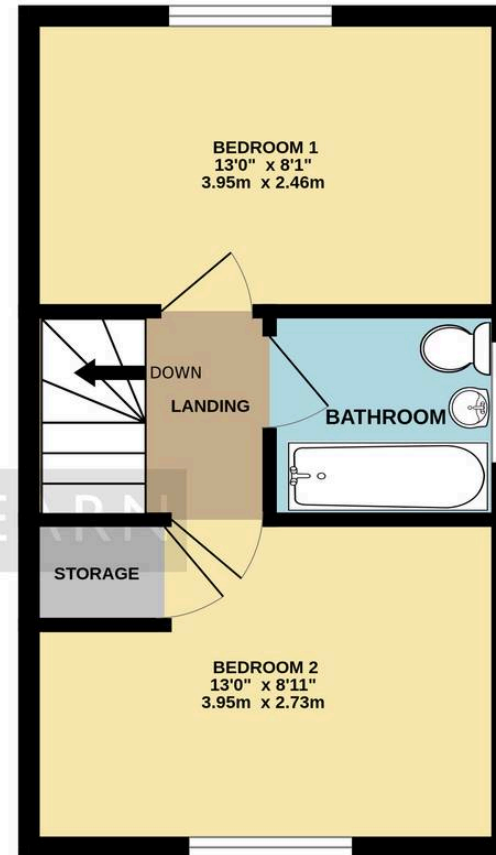 BEDROOM 1
13'0" x 8'1"
3.95m x 2.46m
DOWN
LANDING
BATHROOM
STORAGE
BEDROOM 2
13'0" x 8'11"
3.95m x 2.73m